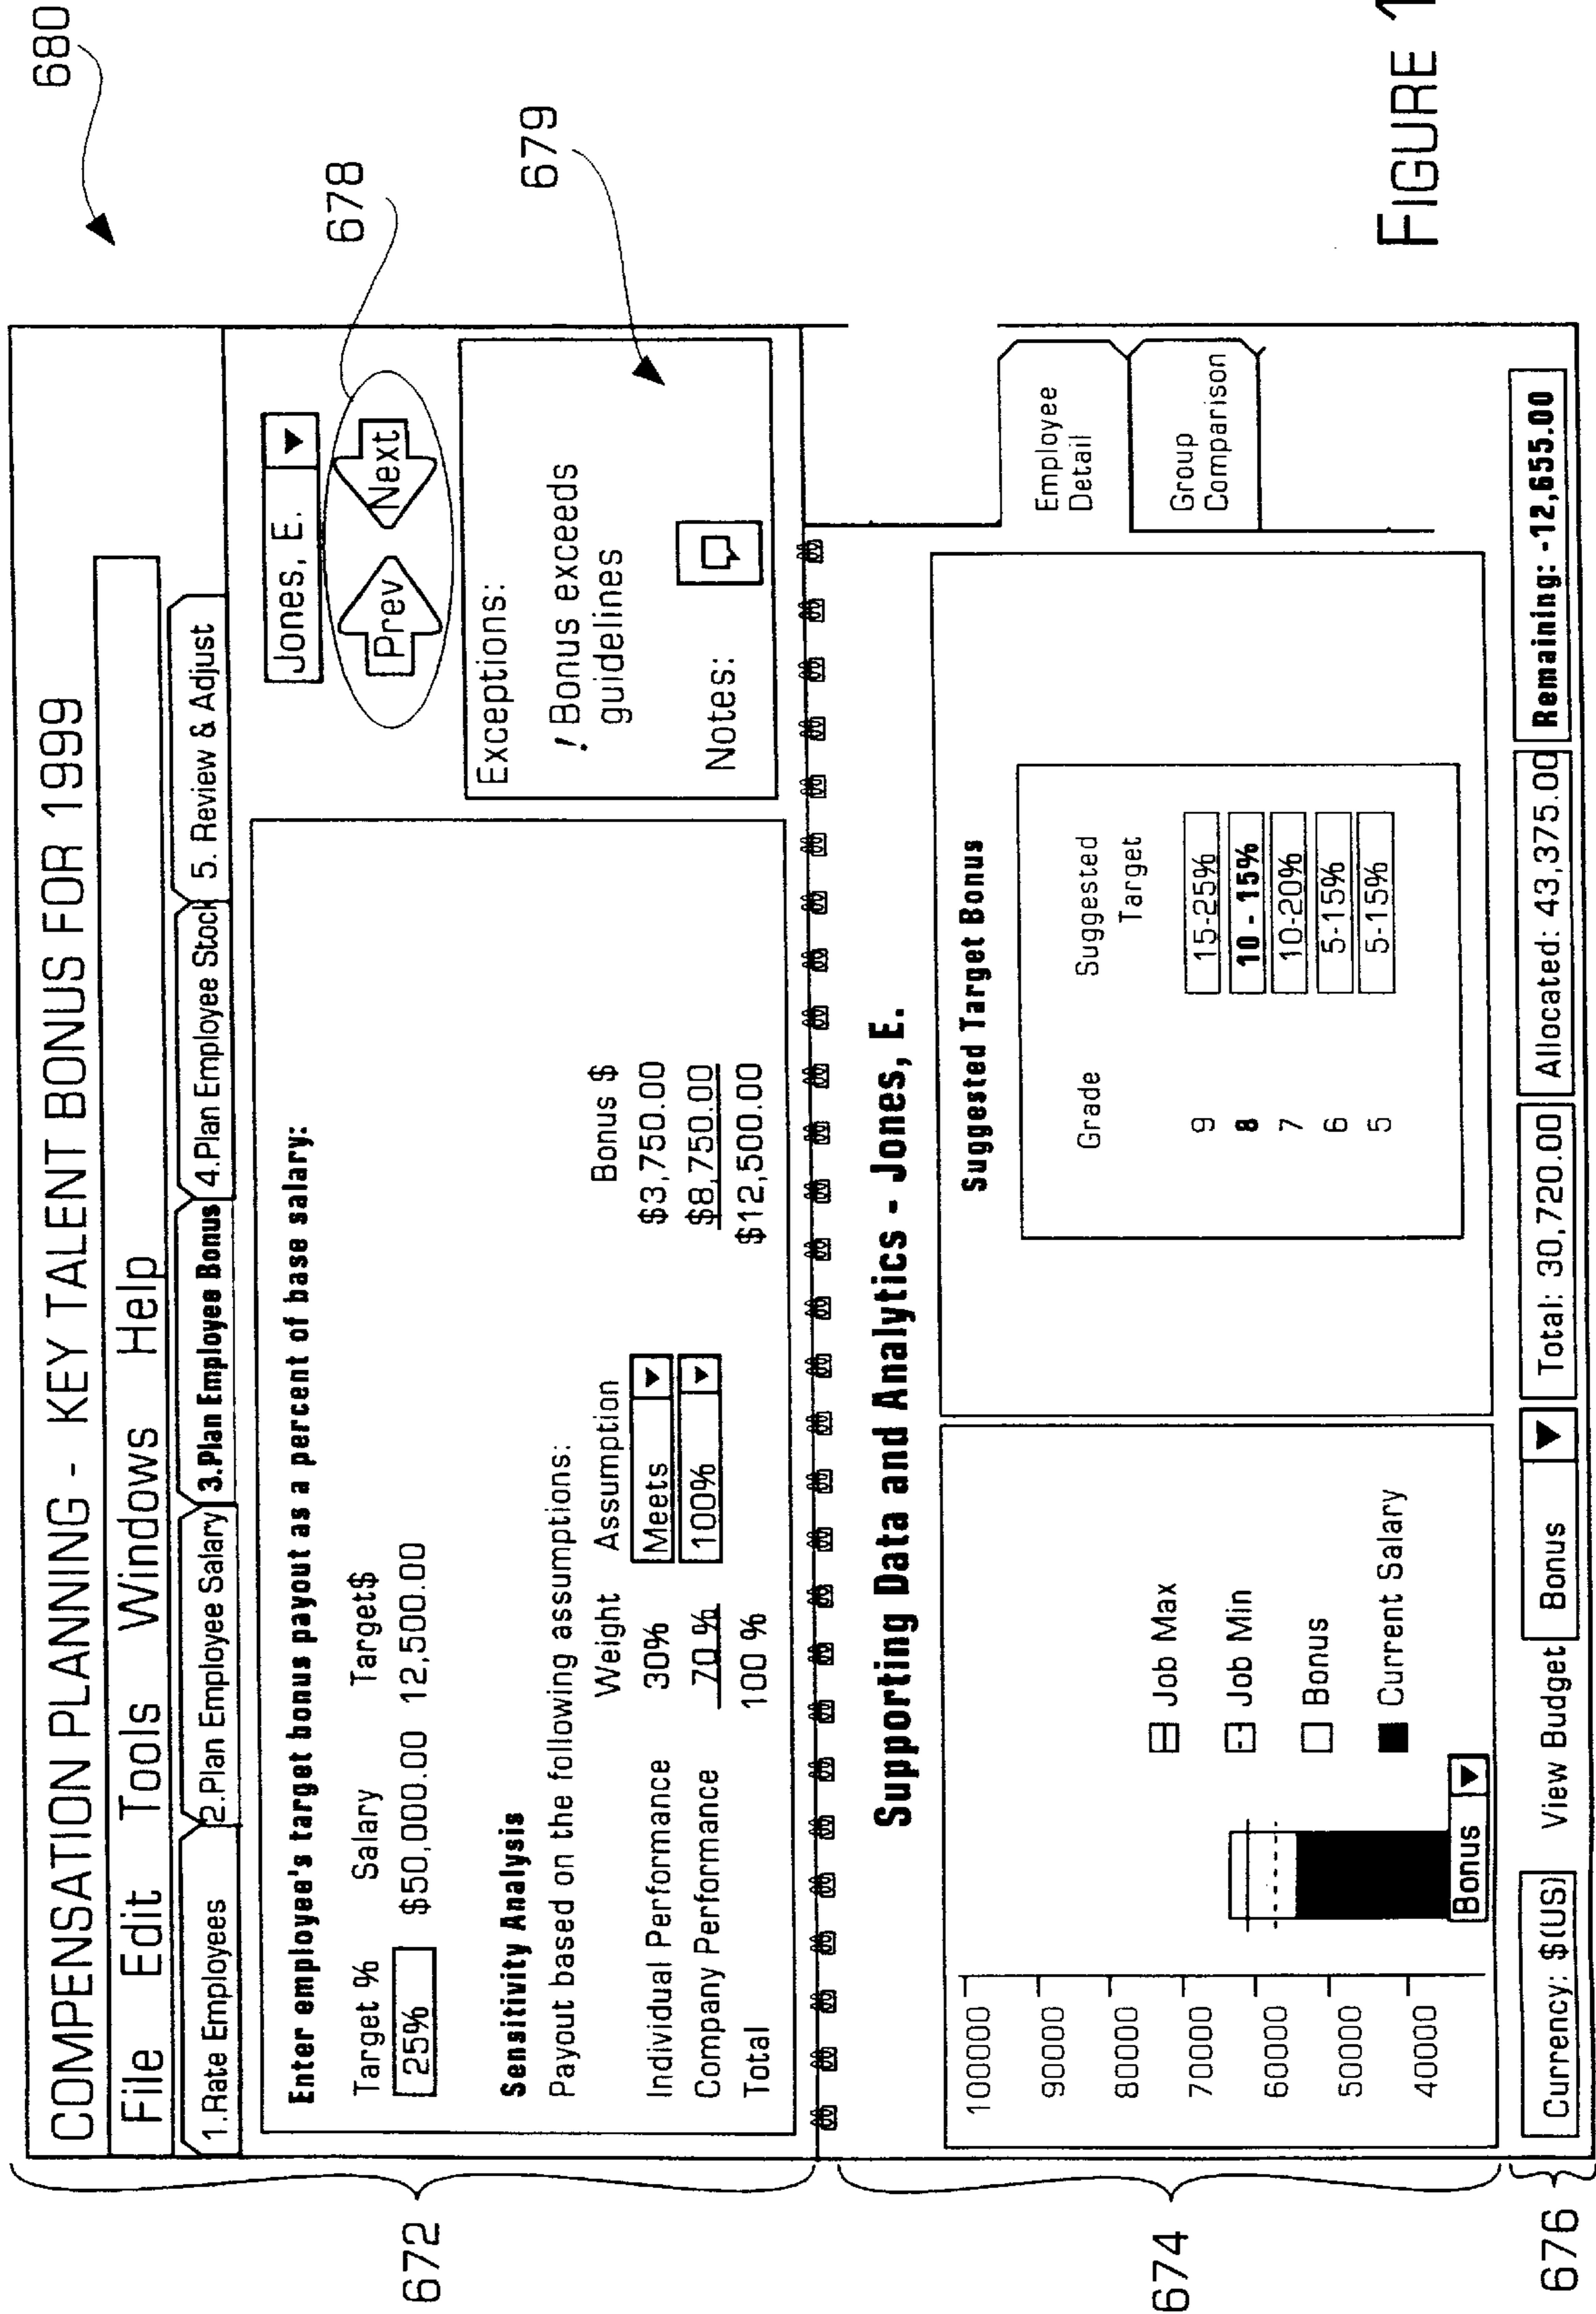 680
COMPENSATION PLANNING - KEY TALENT BONUS FOR 1999
File Edit Tools Windows Help
1.Rate Employees 2.Plan Employee Salary 3.Plan Employee Bonus 4.Plan Employee Stock 5. Review & Adjust
672
Enter employee's target bonus payout as a percent of base salary:
Target % Salary Target$
25% $50,000.00 12,500.00
Sensitivity Analysis
Payout based on the following assumptions:
Weight Assumption Bonus $
Individual Performance 30% Meets $3,750.00
Company Performance 70 % 100% $8,750.00
Total 100 % $12,500.00
Jones, E.
Prev Next
678
Exceptions:
! Bonus exceeds
guidelines
Notes:
679
674
Supporting Data and Analytics - Jones, E.
100000
90000
80000
70000
60000
50000
40000
Bonus
Job Max
Job Min
Bonus
Current Salary
Suggested Target Bonus
Grade Suggested
Target
9 15-25%
8 10 - 15%
7 10-20%
6 5-15%
5 5-15%
Employee
Detail
Group
Comparison
676
Currency: $(US) View Budget Bonus Total: 30,720.00 Allocated: 43,375.00 Remaining: -12,655.00
FIGURE 1